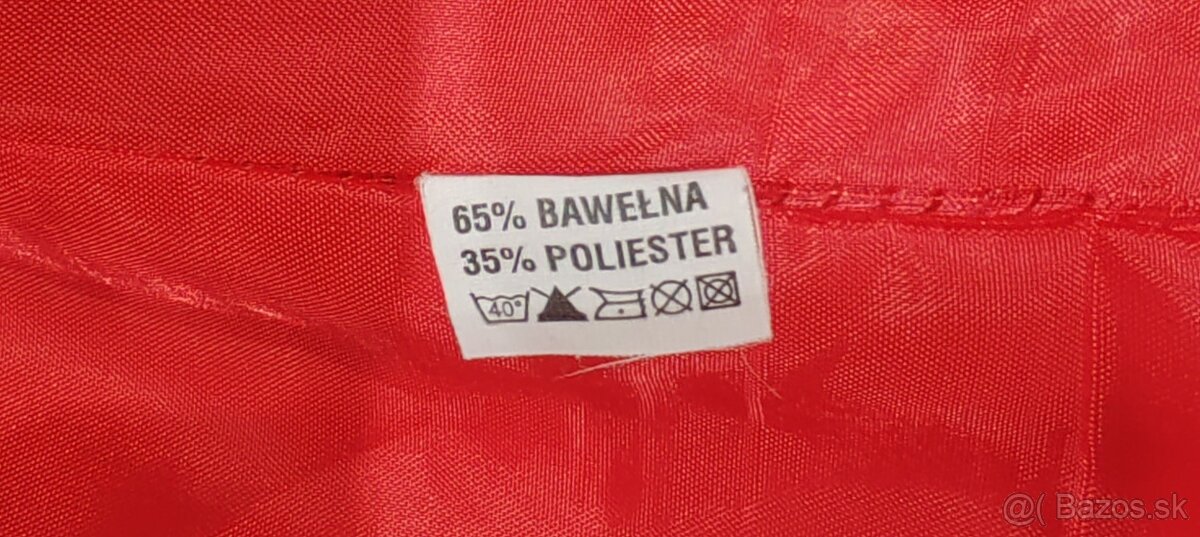 65% BAWEŁNA
35% POLIESTER
40°
@( Bazos.sk